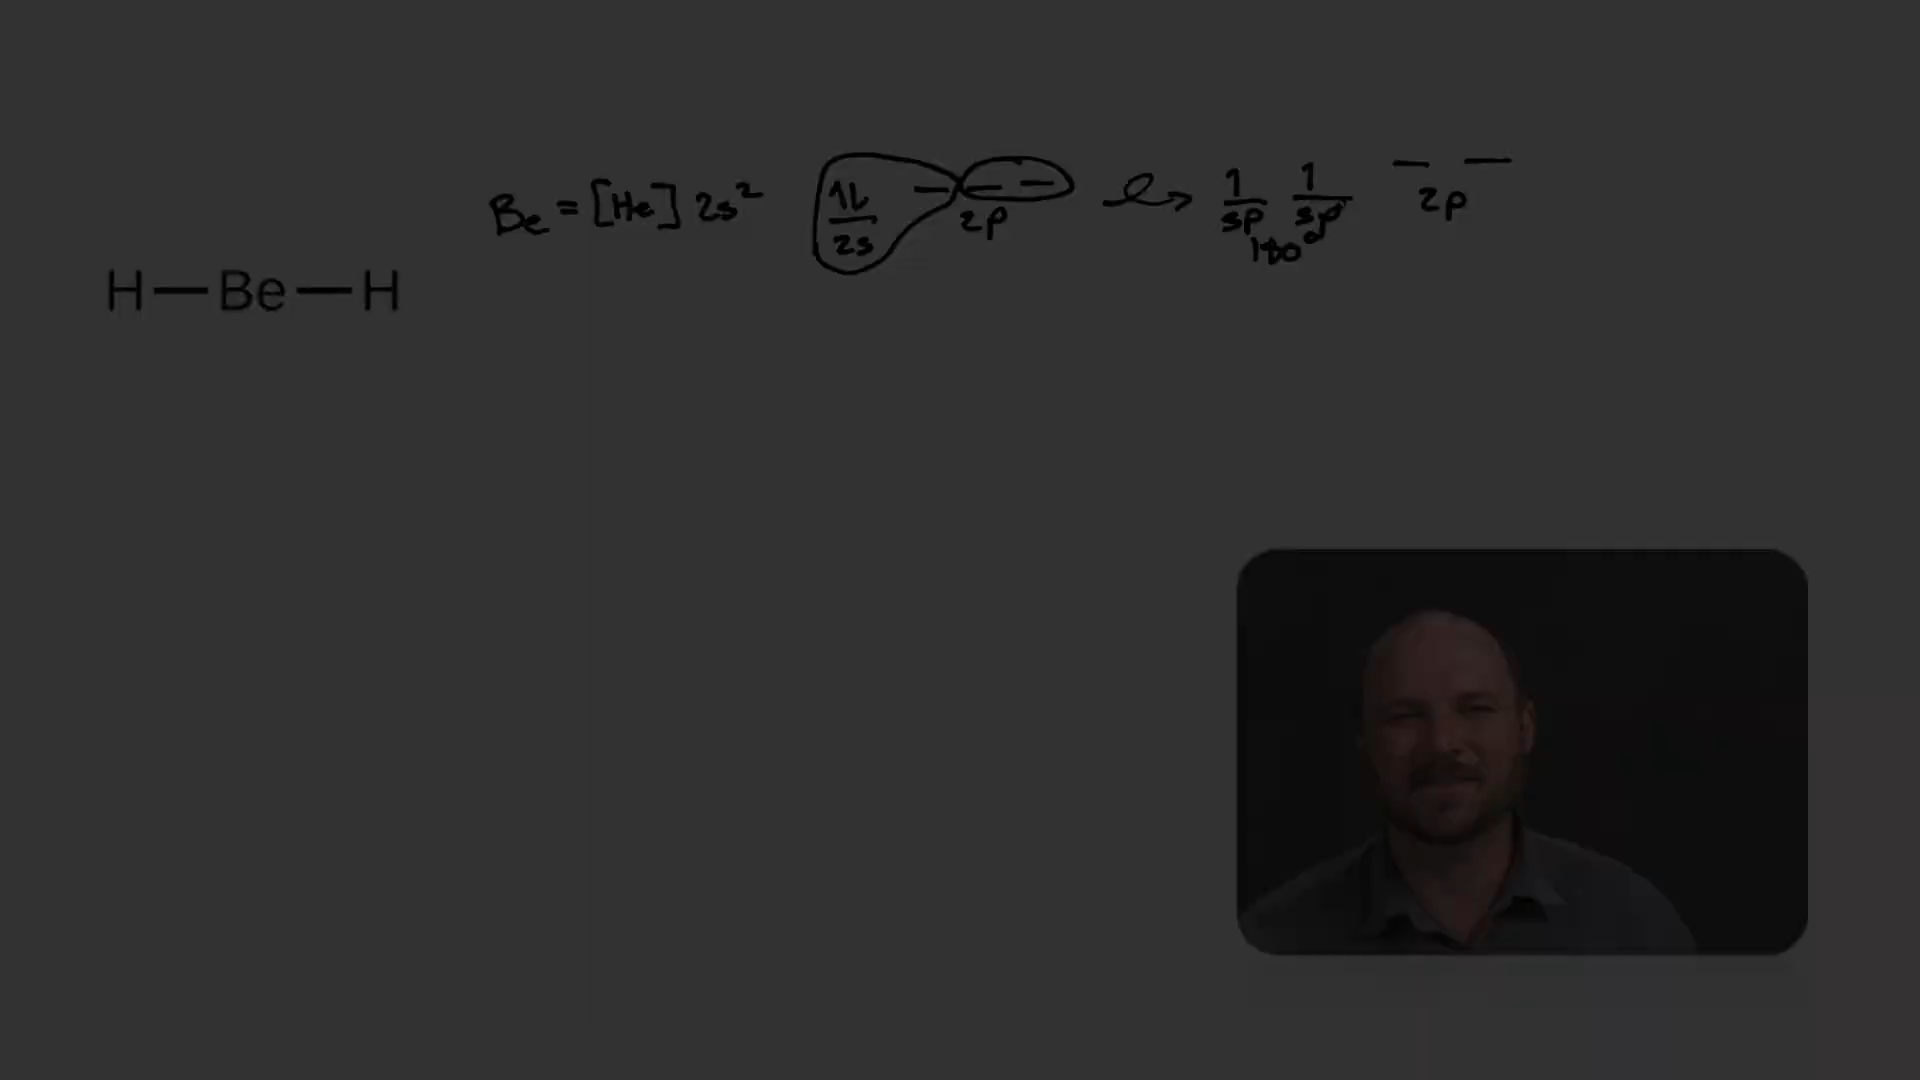 Be = [He] 2s² 1L 2s 2p 1 sp 1 sp 2p
180°
H—Be—H